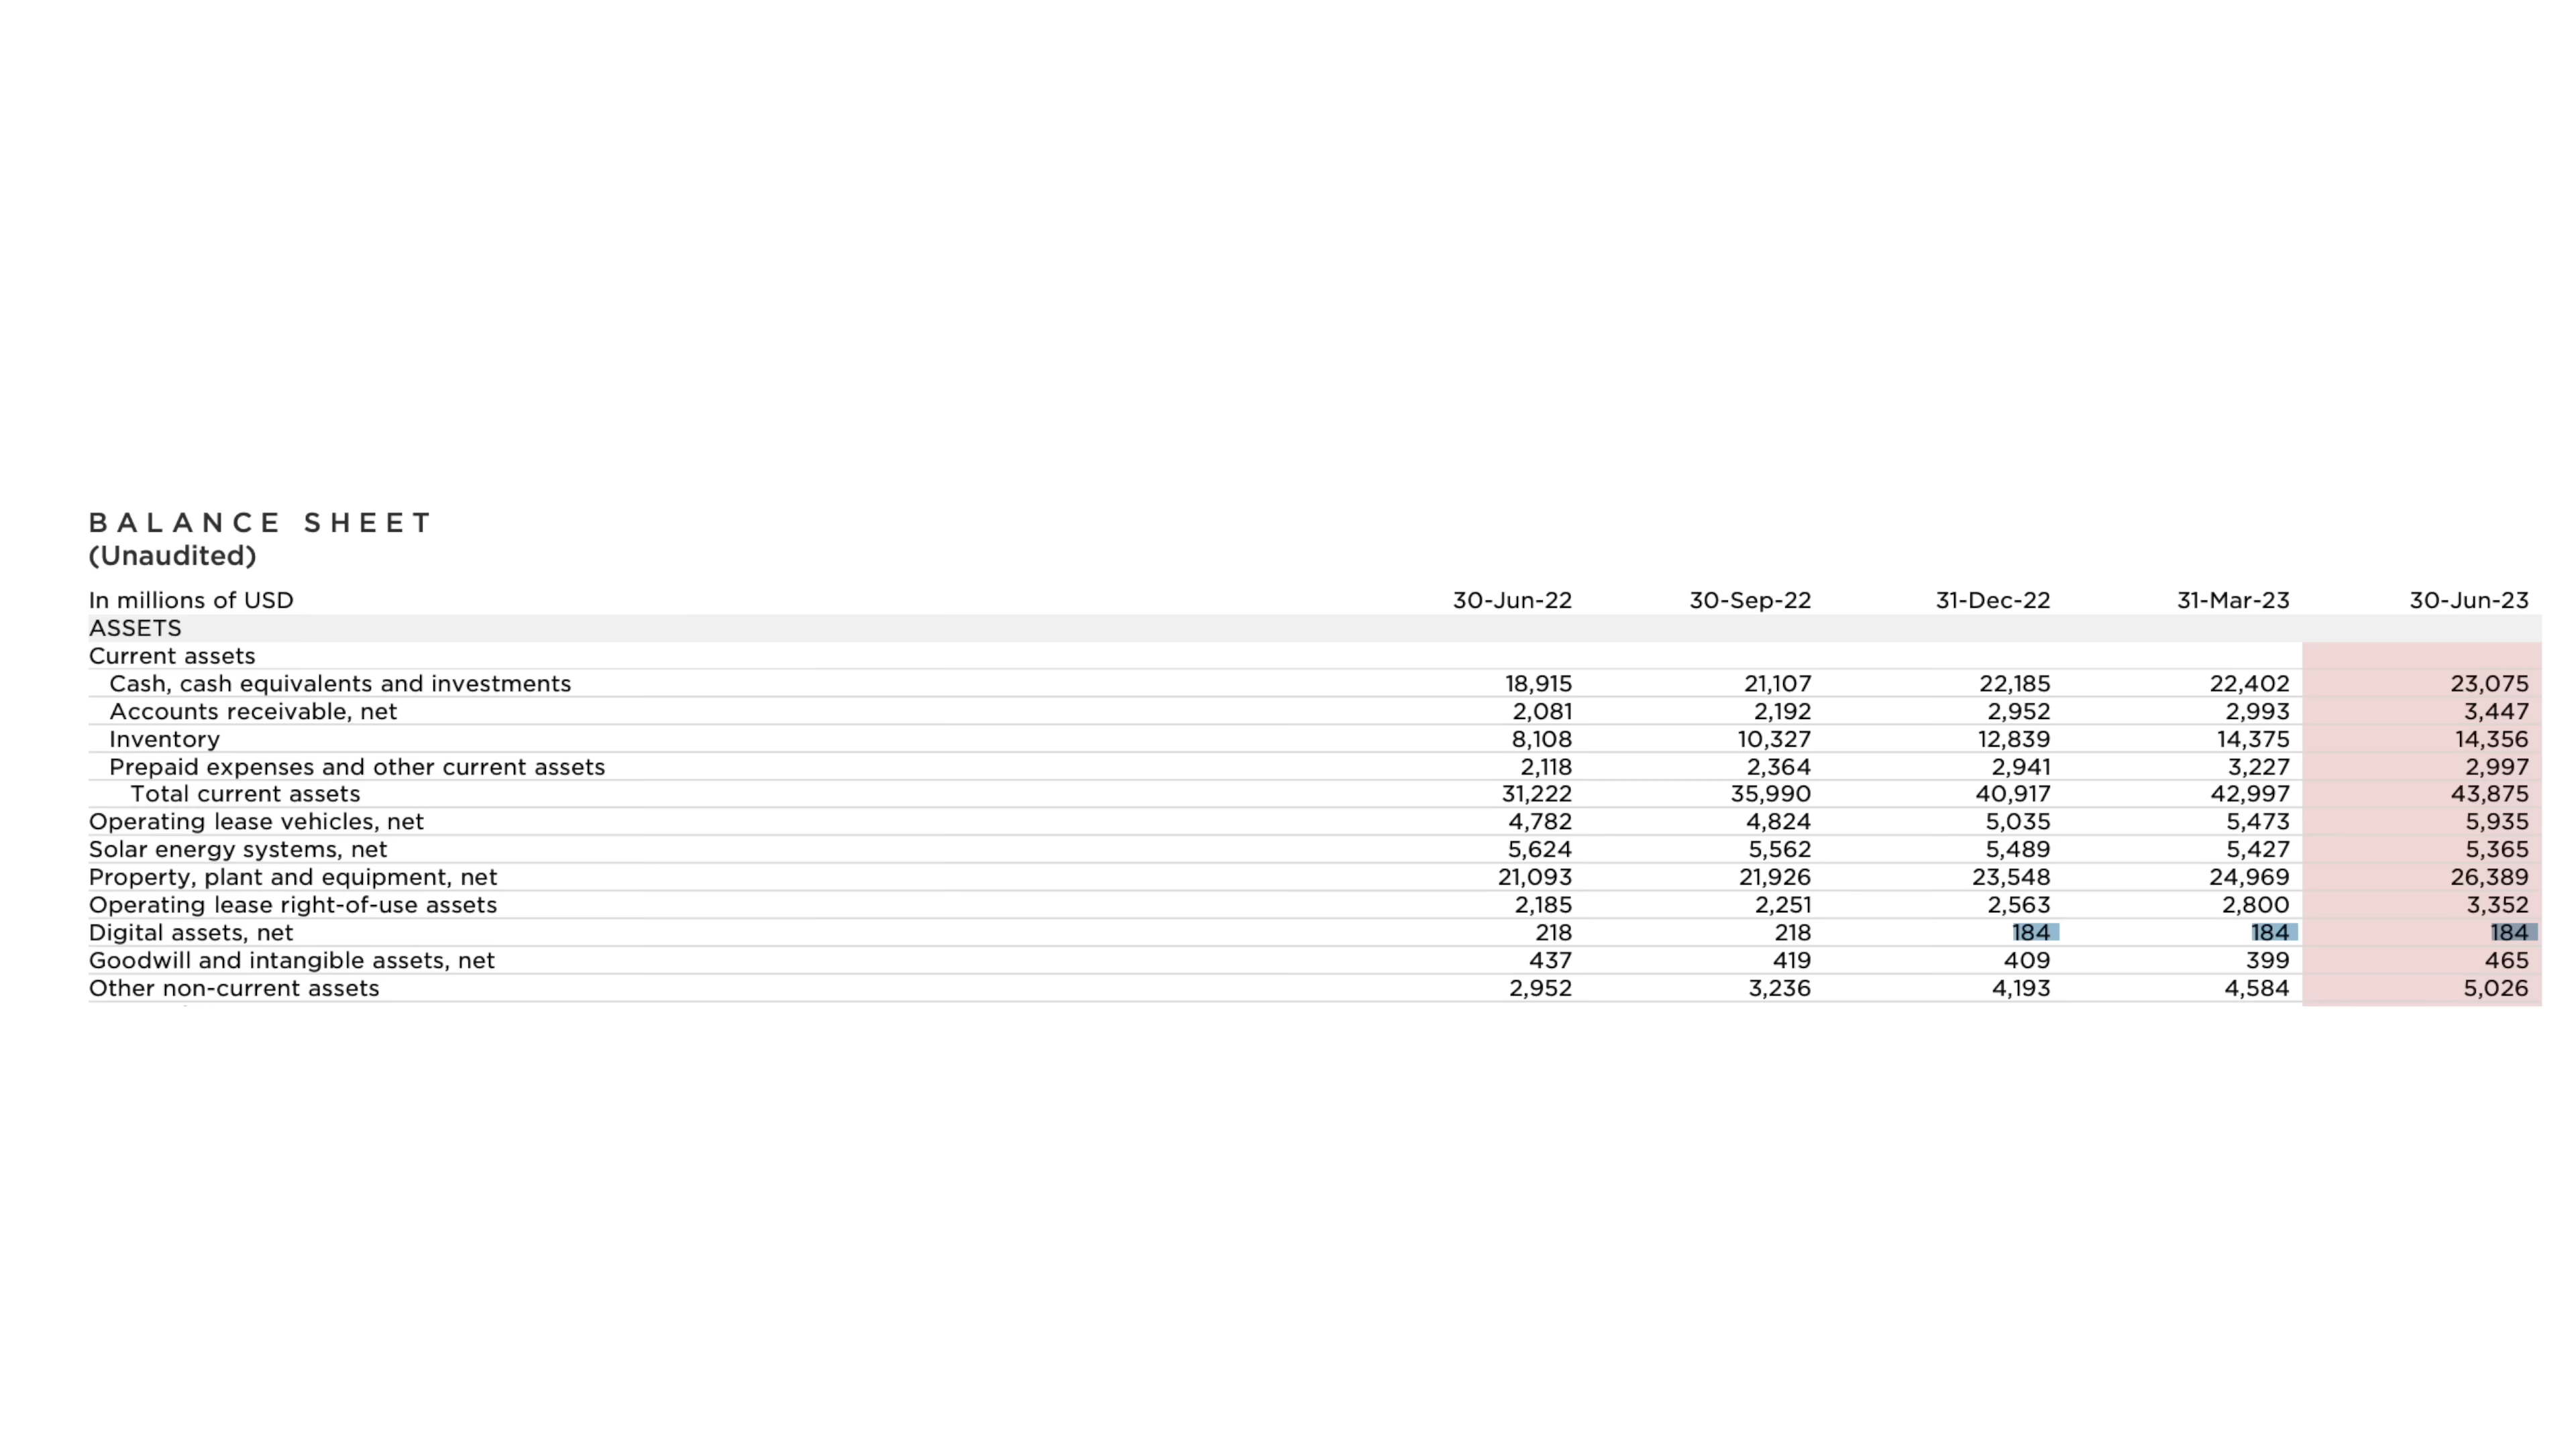 BALANCE SHEET
(Unaudited)
In millions of USD 30-Jun-22 30-Sep-22 31-Dec-22 31-Mar-23 30-Jun-23
ASSETS
Current assets
Cash, cash equivalents and investments 18,915 21,107 22,185 22,402 23,075
Accounts receivable, net 2,081 2,192 2,952 2,993 3,447
Inventory 8,108 10,327 12,839 14,375 14,356
Prepaid expenses and other current assets 2,118 2,364 2,941 3,227 2,997
Total current assets 31,222 35,990 40,917 42,997 43,875
Operating lease vehicles, net 4,782 4,824 5,035 5,473 5,935
Solar energy systems, net 5,624 5,562 5,489 5,427 5,365
Property, plant and equipment, net 21,093 21,926 23,548 24,969 26,389
Operating lease right-of-use assets 2,185 2,251 2,563 2,800 3,352
Digital assets, net 218 218 184 184 184
Goodwill and intangible assets, net 437 419 409 399 465
Other non-current assets 2,952 3,236 4,193 4,584 5,026